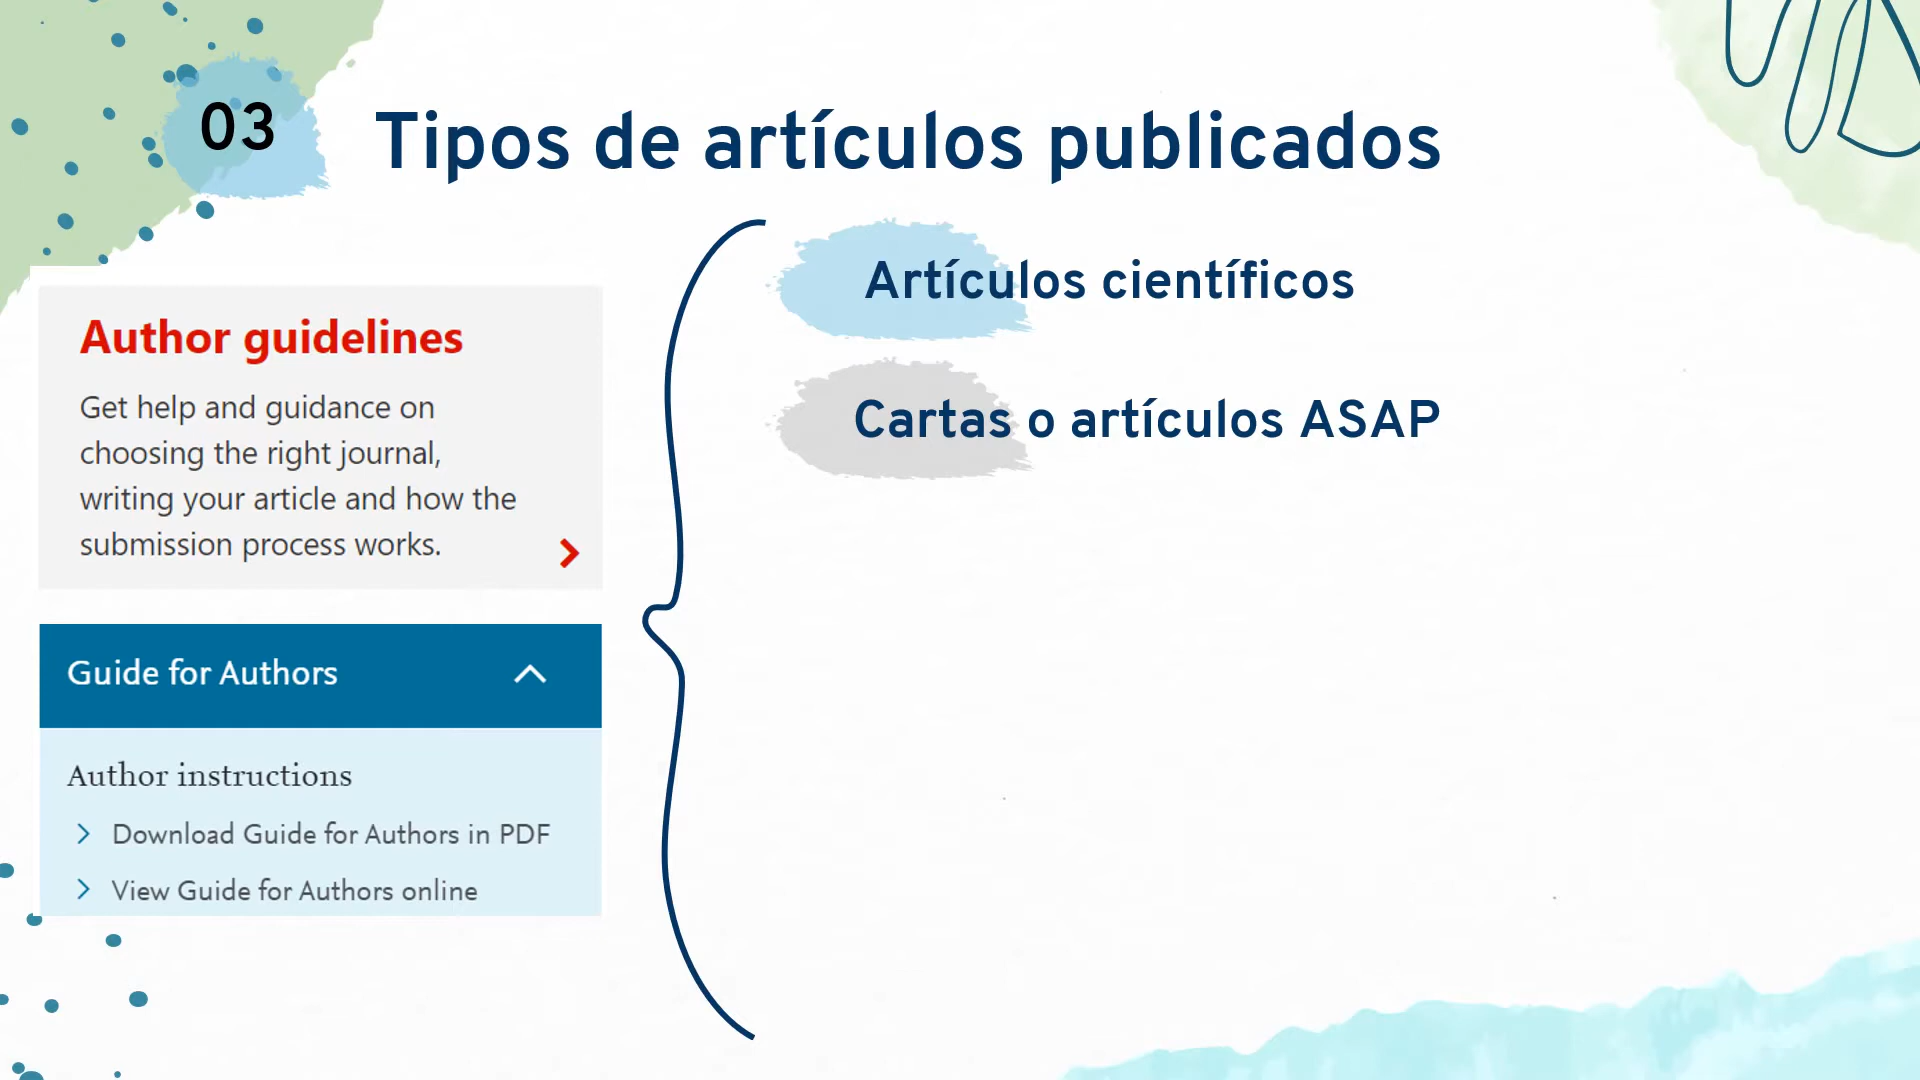 03
Tipos de artículos publicados
Author guidelines
Get help and guidance on
choosing the right journal,
writing your article and how the
submission process works.
Guide for Authors
Author instructions
Download Guide for Authors in PDF
View Guide for Authors online
Artículos científicos
Cartas o artículos ASAP